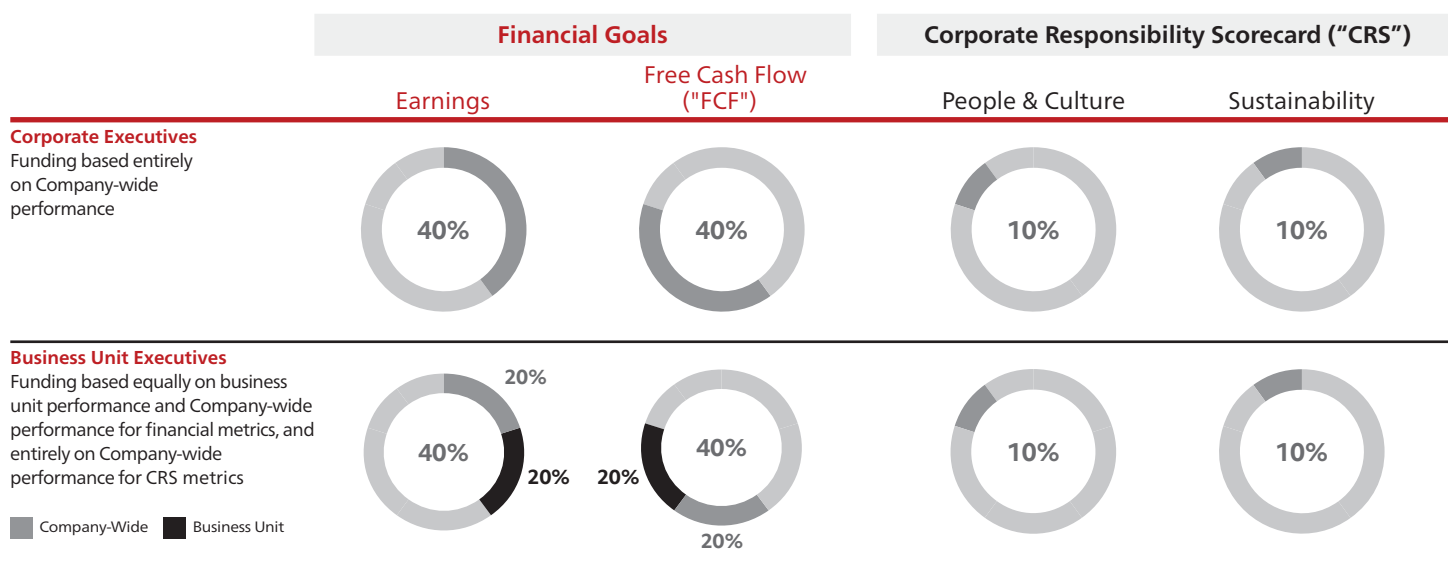 Financial Goals
Corporate Responsibility Scorecard (“CRS”)
Earnings
Free Cash Flow
("FCF")
People & Culture
Sustainability
Corporate Executives
Funding based entirely
on Company-wide
performance
40%
40%
10%
10%
Business Unit Executives
Funding based equally on business
unit performance and Company-wide
performance for financial metrics, and
entirely on Company-wide
performance for CRS metrics
20%
40%
20%
20%
40%
20%
10%
10%
Company-Wide
Business Unit